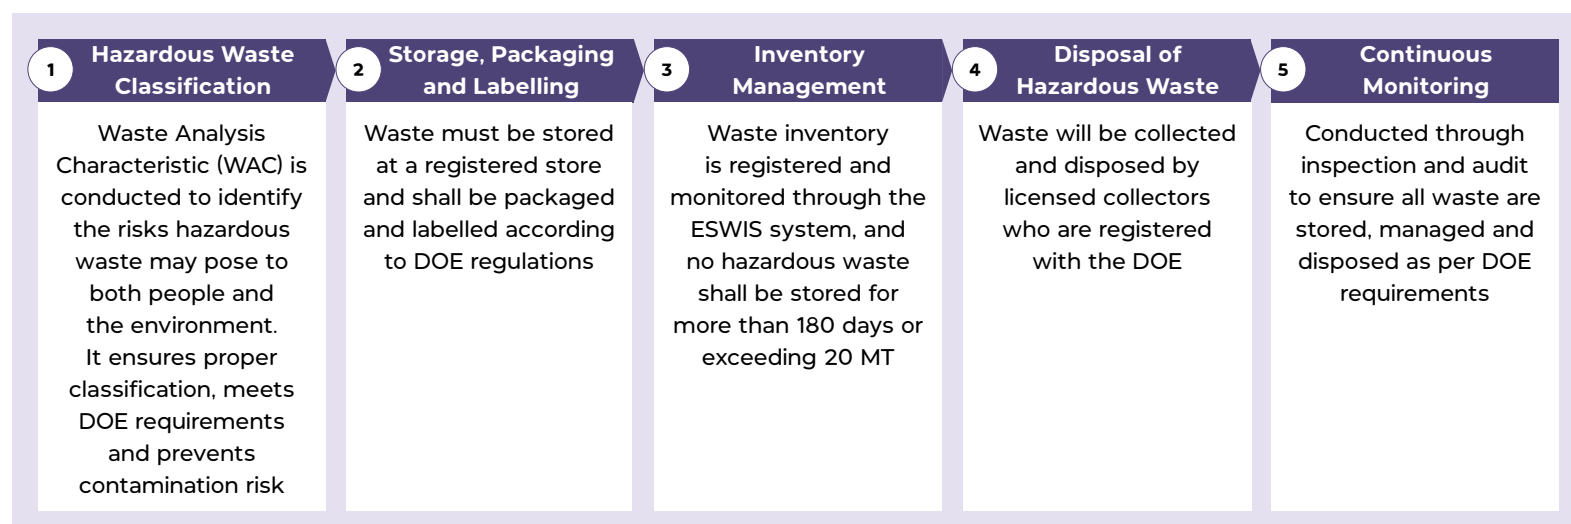 1
Hazardous Waste
Classification
Waste Analysis
Characteristic (WAC) is
conducted to identify
the risks hazardous
waste may pose to
both people and
the environment.
It ensures proper
classification, meets
DOE requirements
and prevents
contamination risk
2
Storage, Packaging
and Labelling
Waste must be stored
at a registered store
and shall be packaged
and labelled according
to DOE regulations
3
Inventory
Management
Waste inventory
is registered and
monitored through the
ESWIS system, and
no hazardous waste
shall be stored for
more than 180 days or
exceeding 20 MT
4
Disposal of
Hazardous Waste
Waste will be collected
and disposed by
licensed collectors
who are registered
with the DOE
5
Continuous
Monitoring
Conducted through
inspection and audit
to ensure all waste are
stored, managed and
disposed as per DOE
requirements